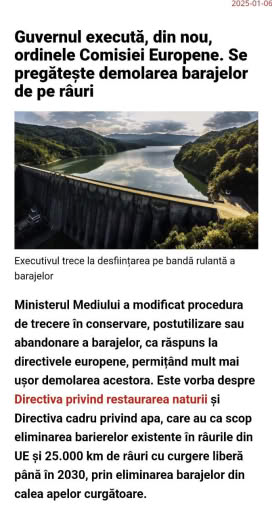 2025-01-06
Guvernul execută, din nou,
ordinele Comisiei Europene. Se
pregătește demolarea barajelor
de pe râuri
Executivul trece la desființarea pe bandă rulantă a
barajelor
Ministerul Mediului a modificat procedura
de trecere în conservare, postutilizare sau
abandonare a barajelor, ca răspuns la
directivele europene, permițând mult mai
ușor demolarea acestora. Este vorba despre
Directiva privind restaurarea naturii și
Directiva cadru privind apa, care au ca scop
eliminarea barierelor existente în râurile din
UE și 25.000 km de râuri cu curgere liberă
până în 2030, prin eliminarea barajelor din
calea apelor curgătoare.